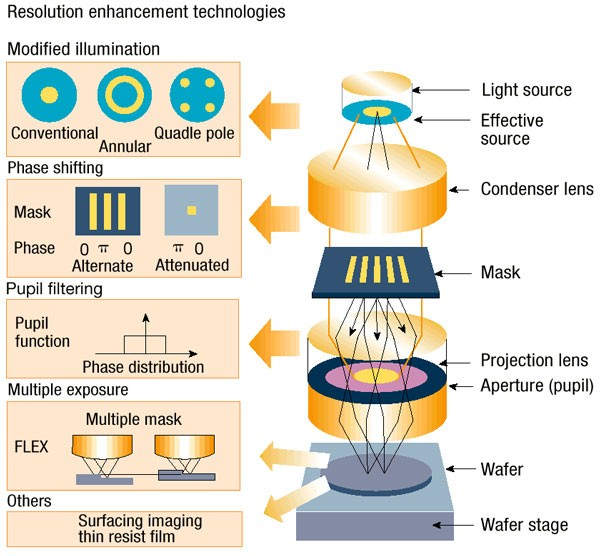 Resolution enhancement technologies
Modified illumination
Conventional
Annular
Quadle pole
Phase shifting
Mask
Phase 0 π 0 π 0
Alternate Attenuated
Pupil filtering
Pupil
function
Phase distribution
Multiple exposure
Multiple mask
FLEX
Others
Surfacing imaging
thin resist film
Light source
Effective
source
Condenser lens
Mask
Projection lens
Aperture (pupil)
Wafer
Wafer stage